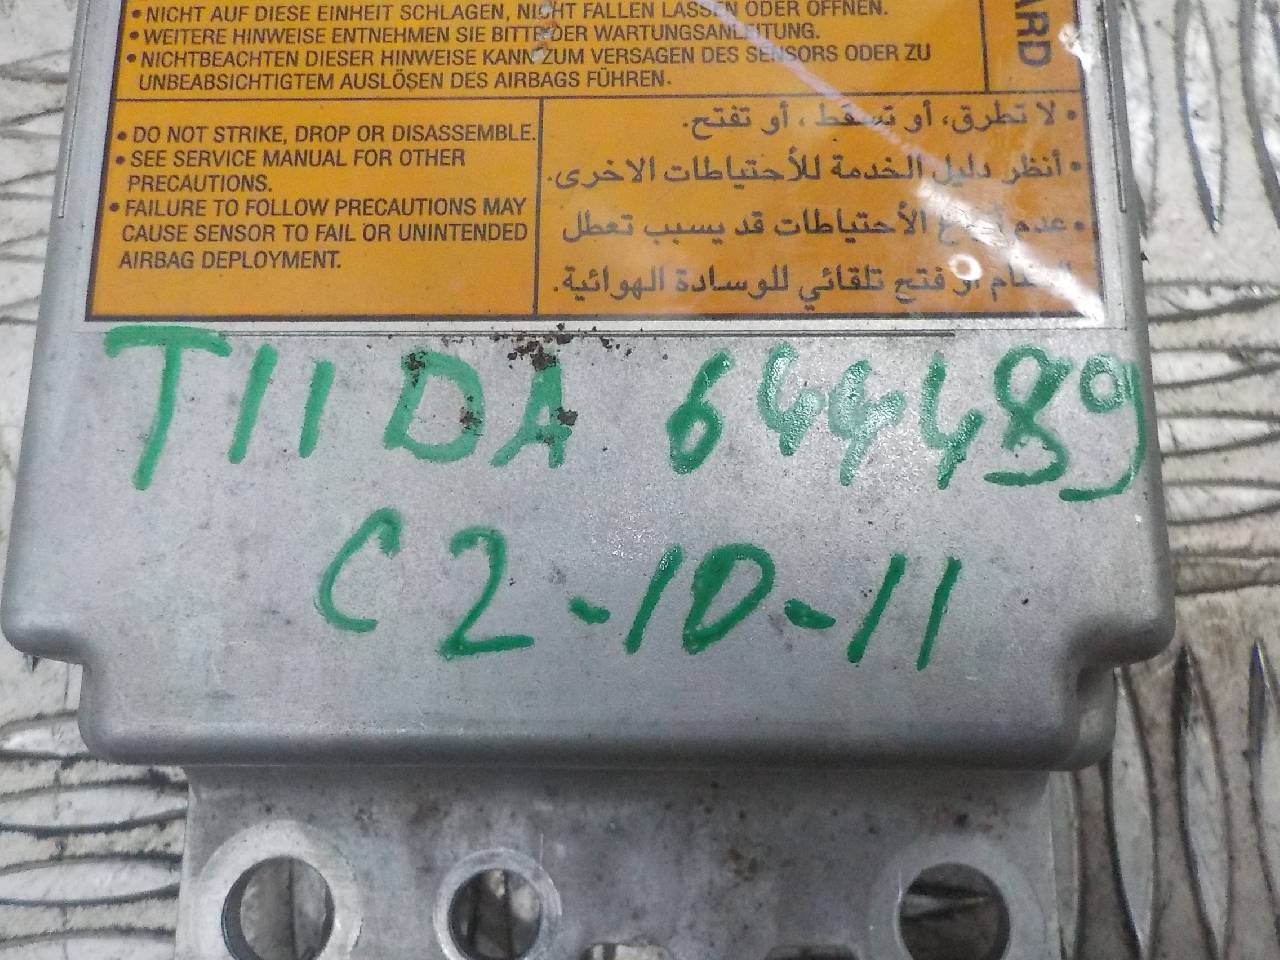 • NICHT AUF DIESE EINHEIT SCHLAGEN, NICHT FALLEN LASSEN ODER ÖFFNEN.
• WEITERE HINWEISE ENTNEHMEN SIE BITTE DER WARTUNGSANLEITUNG.
• NICHTBEACHTEN DIESER HINWEISE KANN ZUM VERSAGEN DES SENSORS ODER ZU
UNBEABSICHTIGTEM AUSLÖSEN DES AIRBAGS FÜHREN.
ARD
• DO NOT STRIKE, DROP OR DISASSEMBLE.
• SEE SERVICE MANUAL FOR OTHER
PRECAUTIONS.
• FAILURE TO FOLLOW PRECAUTIONS MAY
CAUSE SENSOR TO FAIL OR UNINTENDED
AIRBAG DEPLOYMENT.
• لا تطرق، أو تسقط، أو تفتح.
• أنظر دليل الخدمة للأحتياطات الاخرى.
• عدم الأحتياطات قد يسبب تعطل
أو فتح تلقائي للوسادة الهوائية.
TIIDA 644489
C2-10-11